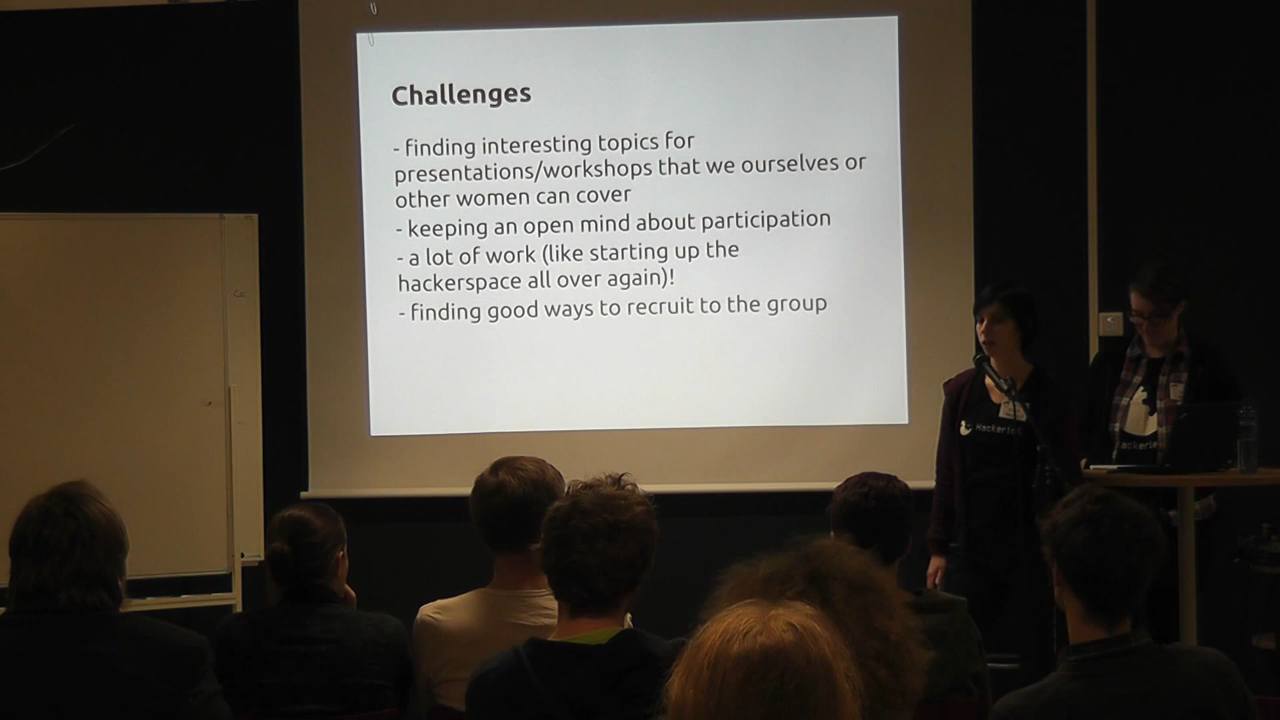 Challenges
- finding interesting topics for
presentations/workshops that we ourselves or
other women can cover
- keeping an open mind about participation
- a lot of work (like starting up the
hackerspace all over again)!
- finding good ways to recruit to the group